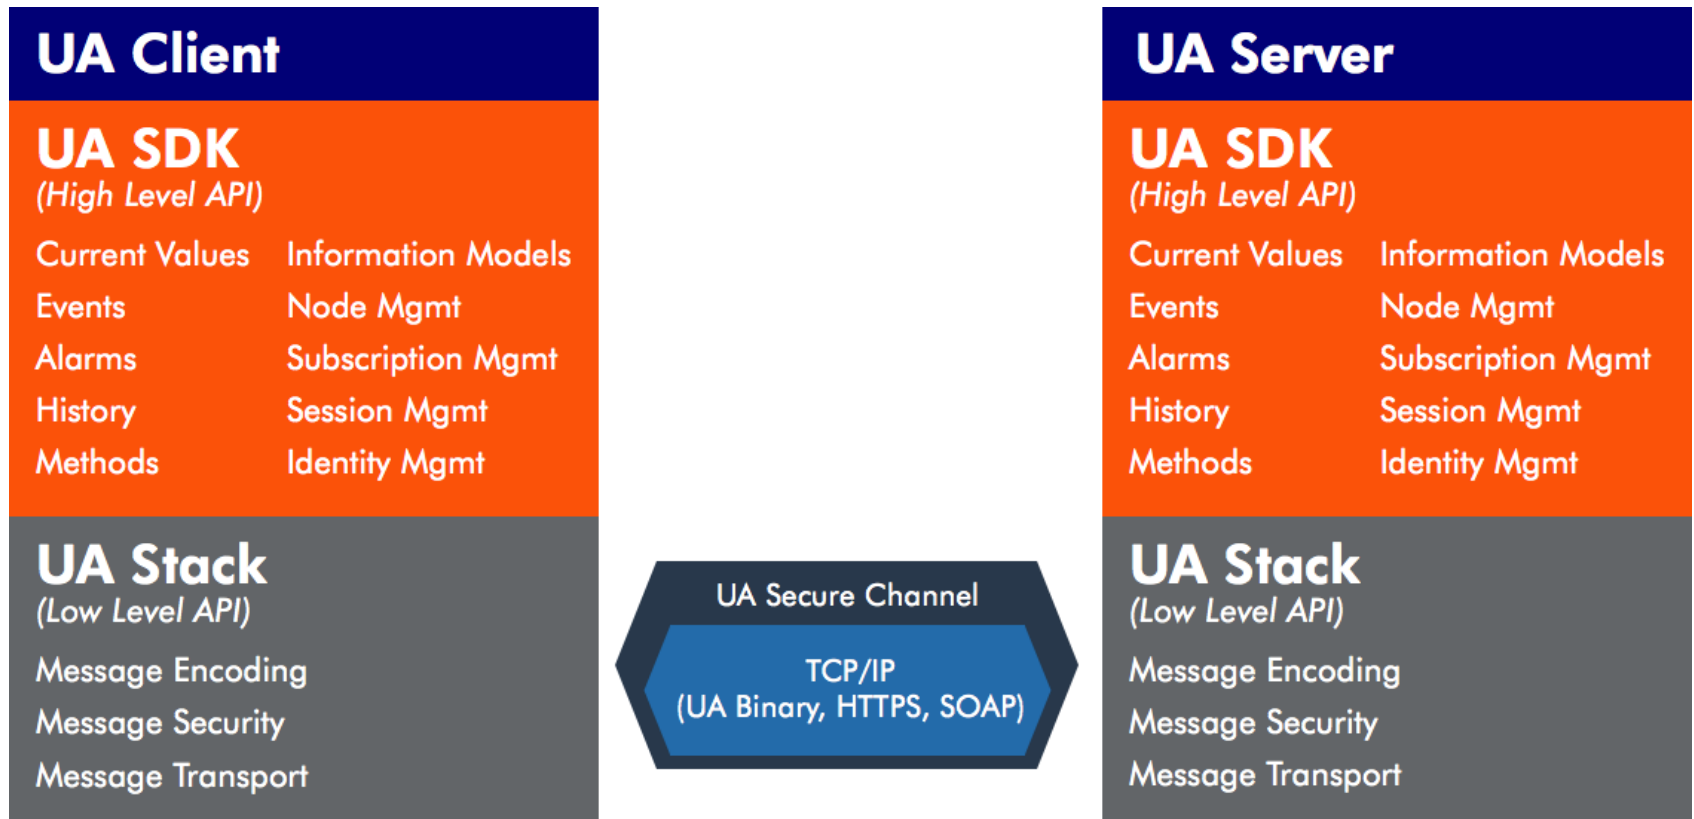 UA Client
UA SDK
(High Level API)
Current Values Information Models
Events Node Mgmt
Alarms Subscription Mgmt
History Session Mgmt
Methods Identity Mgmt
UA Stack
(Low Level API)
Message Encoding
Message Security
Message Transport
UA Secure Channel
TCP/IP
(UA Binary, HTTPS, SOAP)
UA Server
UA SDK
(High Level API)
Current Values Information Models
Events Node Mgmt
Alarms Subscription Mgmt
History Session Mgmt
Methods Identity Mgmt
UA Stack
(Low Level API)
Message Encoding
Message Security
Message Transport